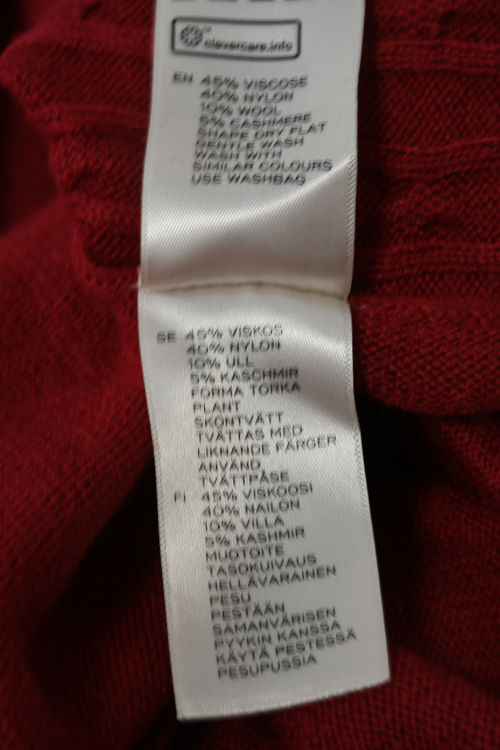 clevercare.info
EN 45% VISCOSE
40% NYLON
10% WOOL
5% CASHMERE
SHAPE DRY FLAT
GENTLE WASH
WASH WITH
SIMILAR COLOURS
USE WASHBAG
SE 45% VISKOS
40% NYLON
10% ULL
5% KASCHMIR
FORMA TORKA
PLANT
SKONTVÄTT
TVÄTTAS MED
LIKNANDE FÄRGER
ANVÄND
TVÄTTPÅSE
FI 45% VISKOOSI
40% NAILON
10% VILLA
5% KASHMIR
MUOTOITE
TASOKUIVAUS
HELLÄVARAINEN
PESU
PESTÄÄN
SAMANVÄRISEN
PYYKIN KANSSA
KÄYTÄ PESTESSÄ
PESUPUSSIA